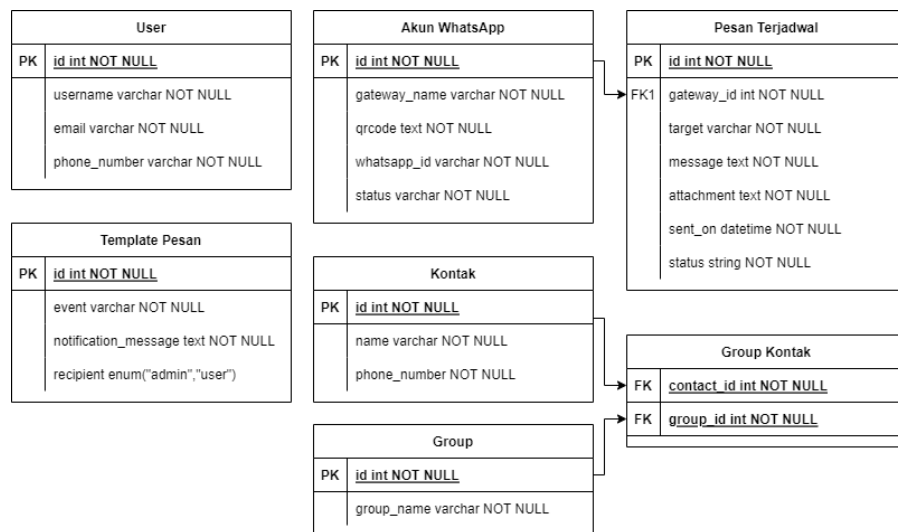 User
PK id int NOT NULL
username varchar NOT NULL
email varchar NOT NULL
phone_number varchar NOT NULL
Akun WhatsApp
PK id int NOT NULL
gateway_name varchar NOT NULL
qrcode text NOT NULL
whatsapp_id varchar NOT NULL
status varchar NOT NULL
Pesan Terjadwal
PK id int NOT NULL
FK1 gateway_id int NOT NULL
target varchar NOT NULL
message text NOT NULL
attachment text NOT NULL
sent_on datetime NOT NULL
status string NOT NULL
Template Pesan
PK id int NOT NULL
event varchar NOT NULL
notification_message text NOT NULL
recipient enum("admin","user")
Kontak
PK id int NOT NULL
name varchar NOT NULL
phone_number NOT NULL
Group Kontak
FK contact_id int NOT NULL
FK group_id int NOT NULL
Group
PK id int NOT NULL
group_name varchar NOT NULL